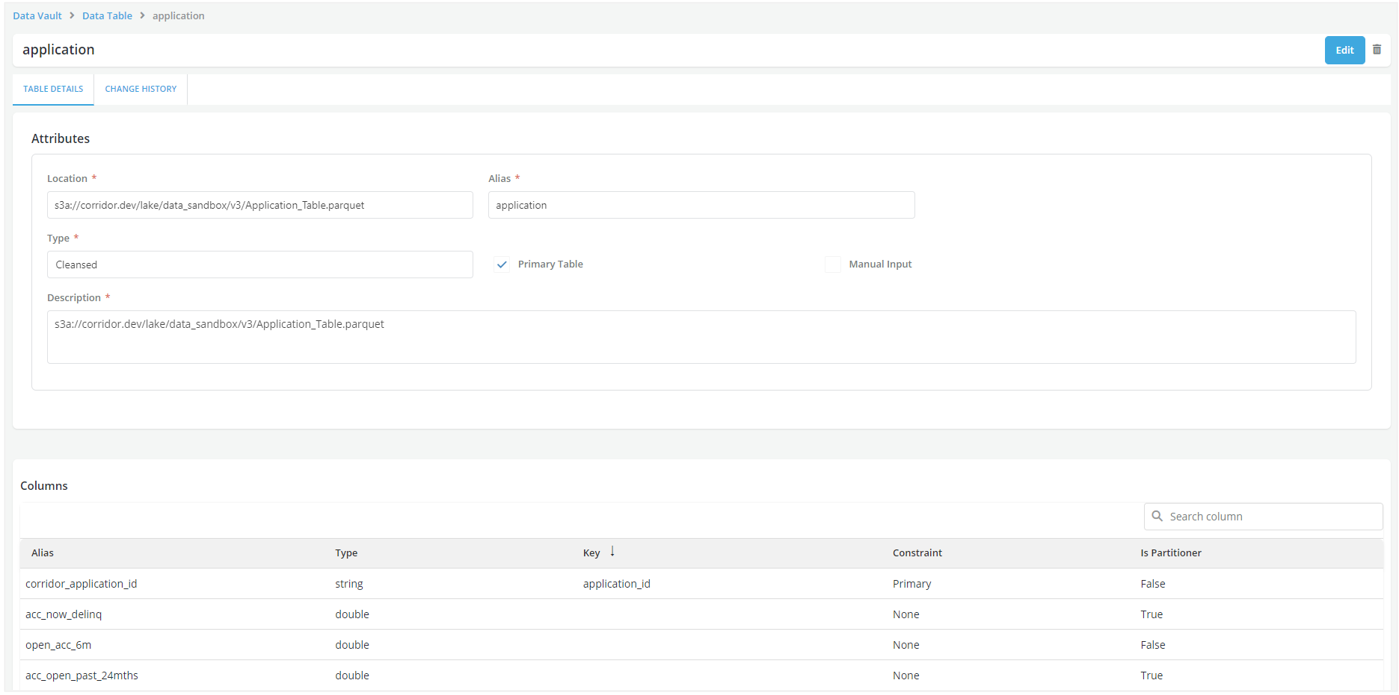 Data Vault > Data Table > application
application
Edit
TABLE DETAILS CHANGE HISTORY
Attributes
Location * Alias *
s3a://corridor.dev/lake/data_sandbox/v3/Application_Table.parquet application
Type *
Cleansed Primary Table Manual Input
Description *
s3a://corridor.dev/lake/data_sandbox/v3/Application_Table.parquet
Columns
Search column
Alias Type Key ↓ Constraint Is Partitioner
corridor_application_id string application_id Primary False
acc_now_delinq double None True
open_acc_6m double None False
acc_open_past_24mths double None True